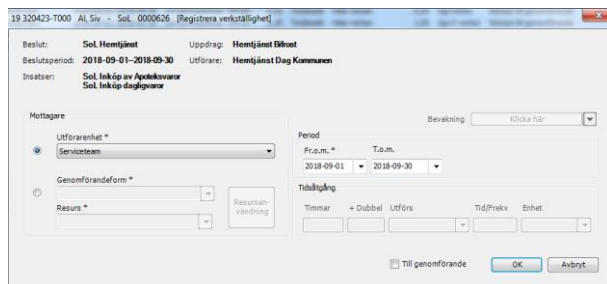 19 320423-T000 Al, Siv - SoL 0000626 [Registrera verkställighet]
Beslut: SoL Hemtjänst Uppdrag: Hemtjänst Bifrost
Beslutsperiod: 2018-09-01--2018-09-30 Utförare: Hemtjänst Dag Kommunen
Insatser: SoL Inköp av Apoteksvaror
SoL Inköp dagligvaror
Bevakning Klicka här
Mottagare
Utförarenhet *
Serviceteam
Genomförandeform *
Resurs *
Resursan-
vändning
Period
Fr.o.m. * T.o.m.
2018-09-01 2018-09-30
Tidsåtgång
Timmar + Dubbel Utförs Tid/Frekv Enhet
Till genomförande OK Avbryt